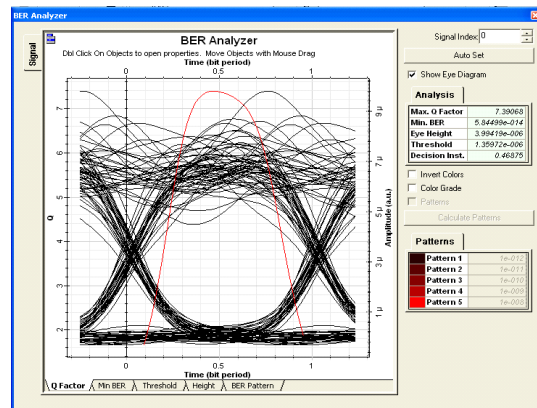 BER Analyzer
Signal
BER Analyzer
Dbl Click On Objects to open properties. Move Objects with Mouse Drag
Time (bit period)
0 0.5 1
Q
2 3 4 5 6 7
Amplitude (a.u.)
1 µ 3 µ 5 µ 7 µ 9 µ
0 0.5 1
Time (bit period)
Q Factor Min BER Threshold Height BER Pattern
Signal Index: 0
Auto Set
Show Eye Diagram
Analysis
Max. Q Factor 7.39068
Min. BER 5.84499e-014
Eye Height 3.99419e-006
Threshold 1.35972e-006
Decision Inst. 0.46875
Invert Colors
Color Grade
Patterns
Calculate Patterns
Patterns
Pattern 1 1e-012
Pattern 2 1e-011
Pattern 3 1e-010
Pattern 4 1e-009
Pattern 5 1e-008